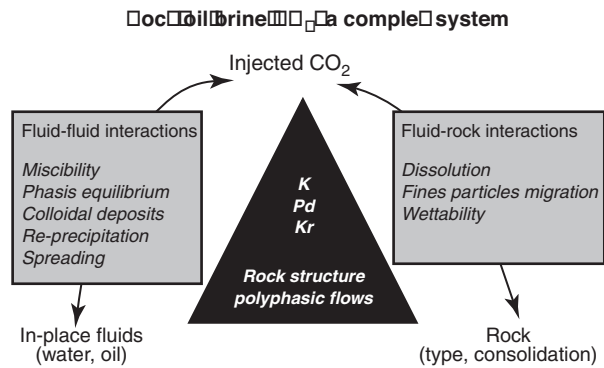 a system
Injected CO₂
Fluid-fluid interactions
Miscibility
Phasis equilibrium
Colloidal deposits
Re-precipitation
Spreading
K
Pd
Kr
Rock structure
polyphasic flows
Fluid-rock interactions
Dissolution
Fines particles migration
Wettability
In-place fluids
(water, oil)
Rock
(type, consolidation)